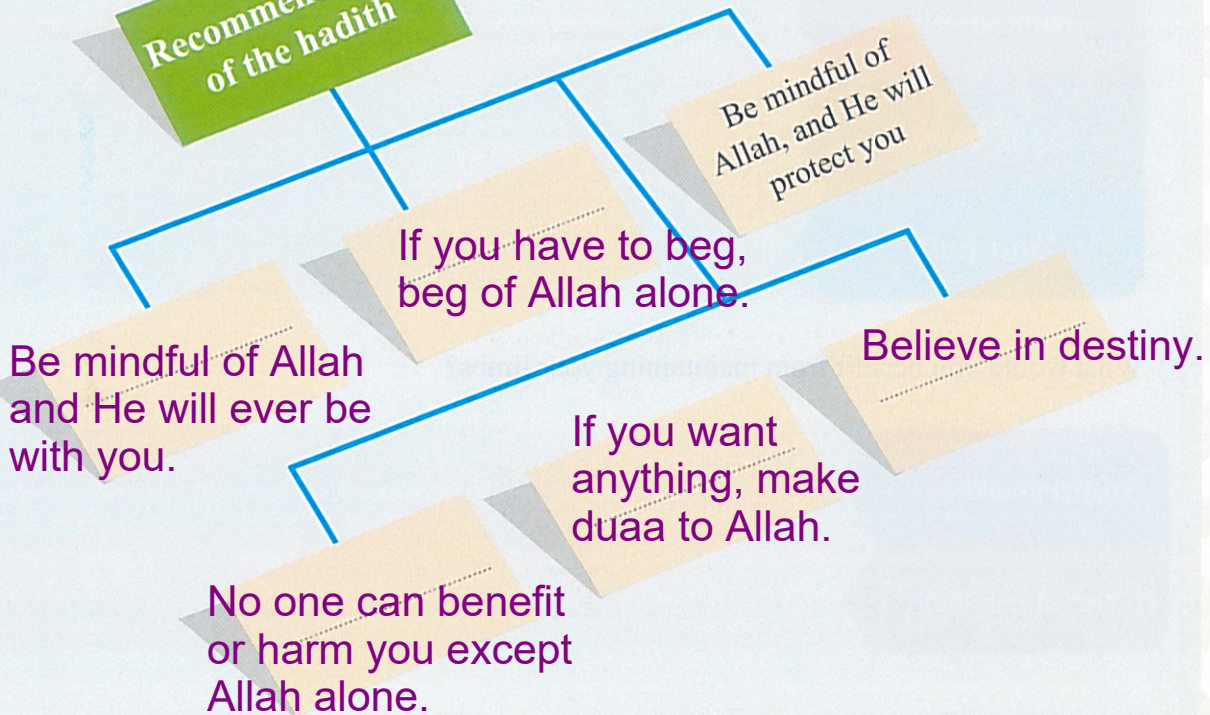 of the hadith
Be mindful of
Allah, and He will
protect you
If you have to beg,
beg of Allah alone.
Be mindful of Allah
and He will ever be
with you.
Believe in destiny.
If you want
anything, make
duaa to Allah.
No one can benefit
or harm you except
Allah alone.